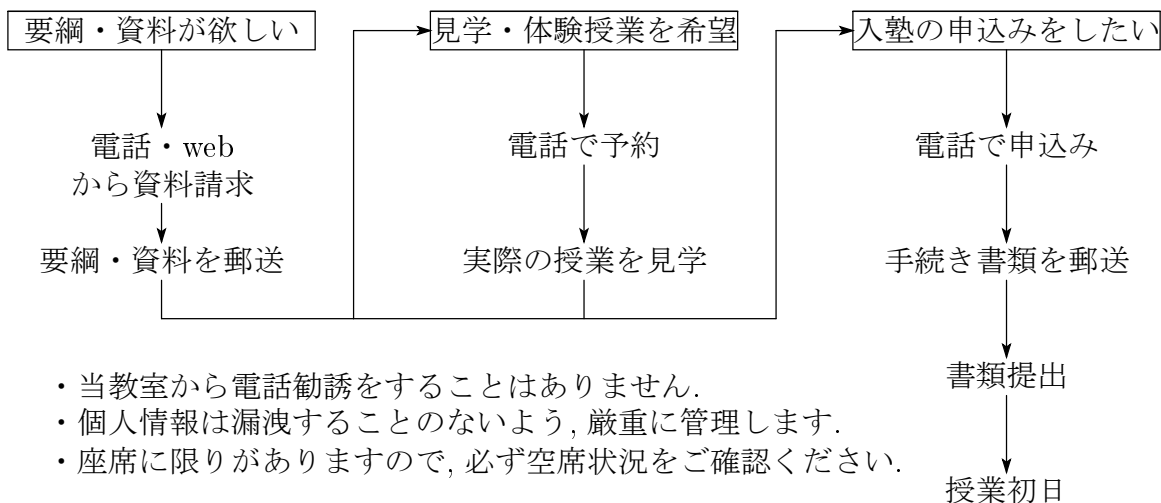 要綱・資料が欲しい
電話・web
から資料請求
要綱・資料を郵送
見学・体験授業を希望
電話で予約
実際の授業を見学
入塾の申込みをしたい
電話で申込み
手続き書類を郵送
書類提出
授業初日
・当教室から電話勧誘をすることはありません.
・個人情報は漏洩することのないよう, 厳重に管理します.
・座席に限りがありますので, 必ず空席状況をご確認ください.